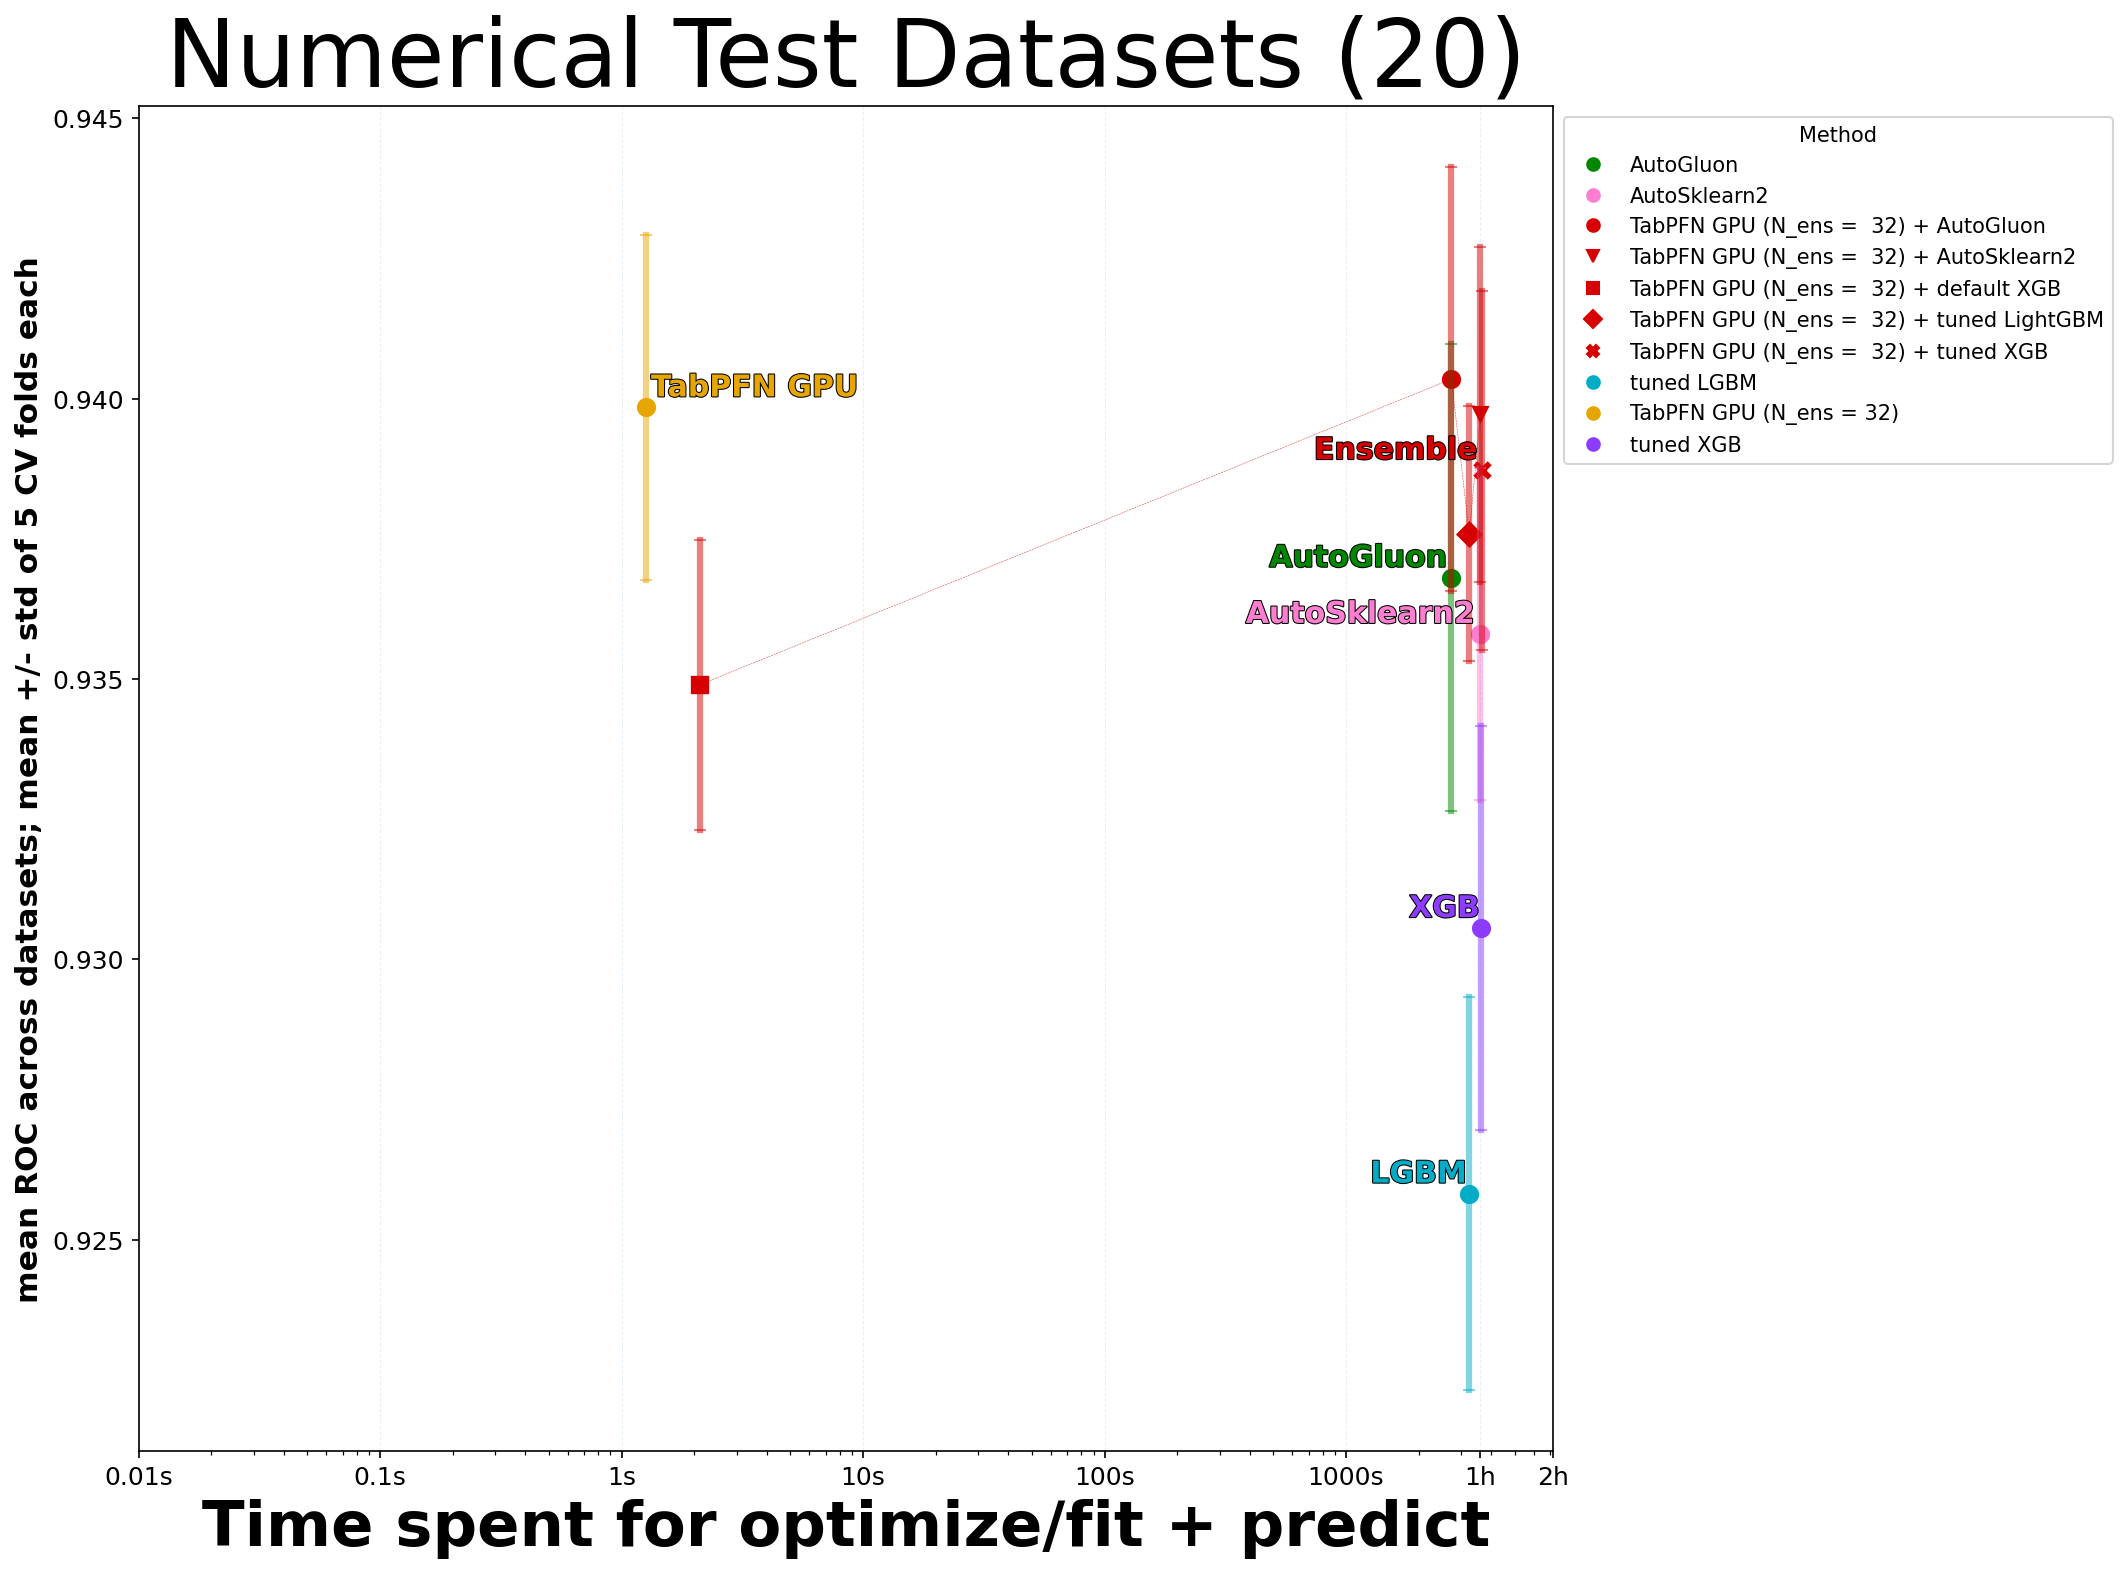 Numerical Test Datasets (20)
mean ROC across datasets; mean +/- std of 5 CV folds each
0.945
0.940
0.935
0.930
0.925
TabPFN GPU
Ensemble
AutoGluon
AutoSklearn2
XGB
LGBM
0.01s 0.1s 1s 10s 100s 1000s 1h 2h
Time spent for optimize/fit + predict
Method
AutoGluon
AutoSklearn2
TabPFN GPU (N_ens =  32) + AutoGluon
TabPFN GPU (N_ens =  32) + AutoSklearn2
TabPFN GPU (N_ens =  32) + default XGB
TabPFN GPU (N_ens =  32) + tuned LightGBM
TabPFN GPU (N_ens =  32) + tuned XGB
tuned LGBM
TabPFN GPU (N_ens = 32)
tuned XGB